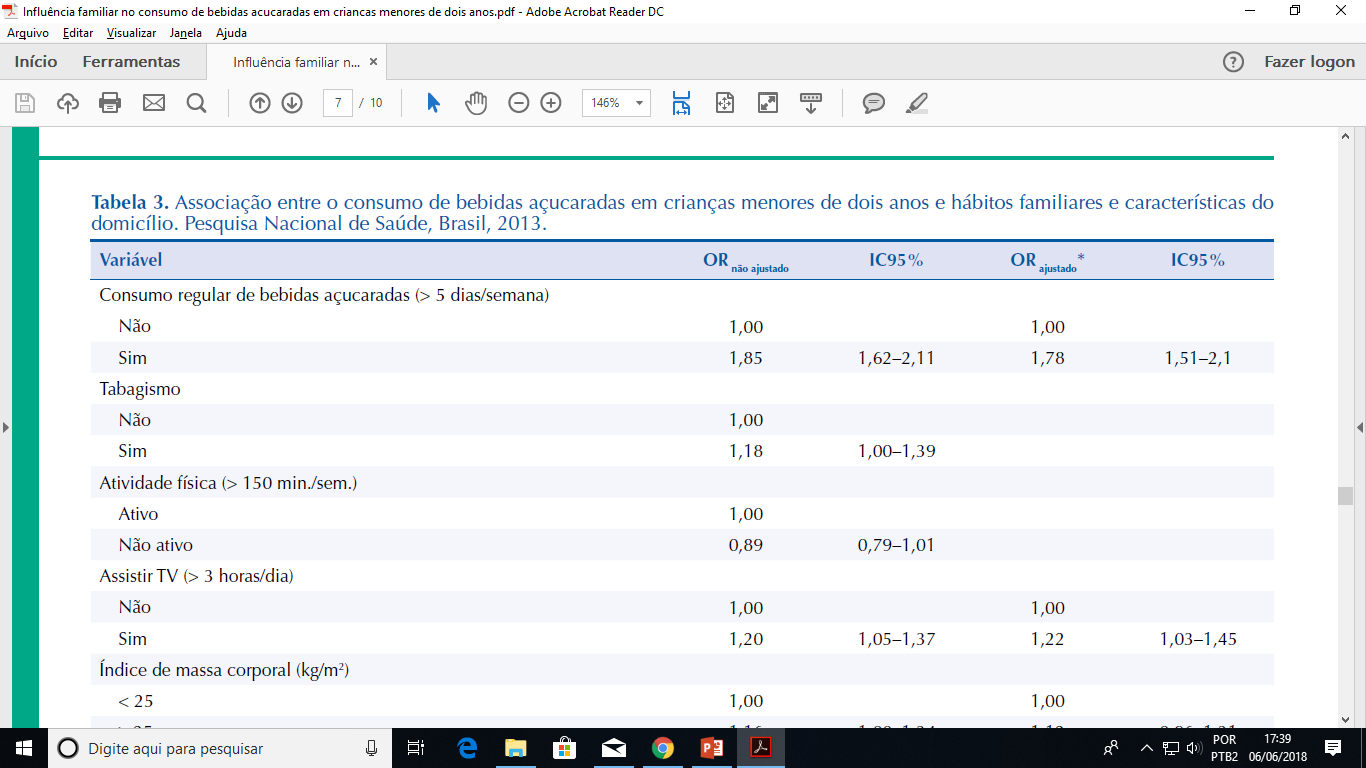 Influência familiar no consumo de bebidas acucaradas em criancas menores de dois anos.pdf - Adobe Acrobat Reader DC
Arquivo Editar Visualizar Janela Ajuda
Início Ferramentas Influência familiar n... × Fazer logon
7 / 10 146%
Tabela 3. Associação entre o consumo de bebidas açucaradas em crianças menores de dois anos e hábitos familiares e características do
domicílio. Pesquisa Nacional de Saúde, Brasil, 2013.
Variável OR não ajustado IC95% OR ajustado* IC95%
Consumo regular de bebidas açucaradas (> 5 dias/semana)
Não 1,00 1,00
Sim 1,85 1,62–2,11 1,78 1,51–2,1
Tabagismo
Não 1,00
Sim 1,18 1,00–1,39
Atividade física (> 150 min./sem.)
Ativo 1,00
Não ativo 0,89 0,79–1,01
Assistir TV (> 3 horas/dia)
Não 1,00 1,00
Sim 1,20 1,05–1,37 1,22 1,03–1,45
Índice de massa corporal (kg/m²)
< 25 1,00 1,00
Digite aqui para pesquisar
POR 17:39
PTB2 06/06/2018